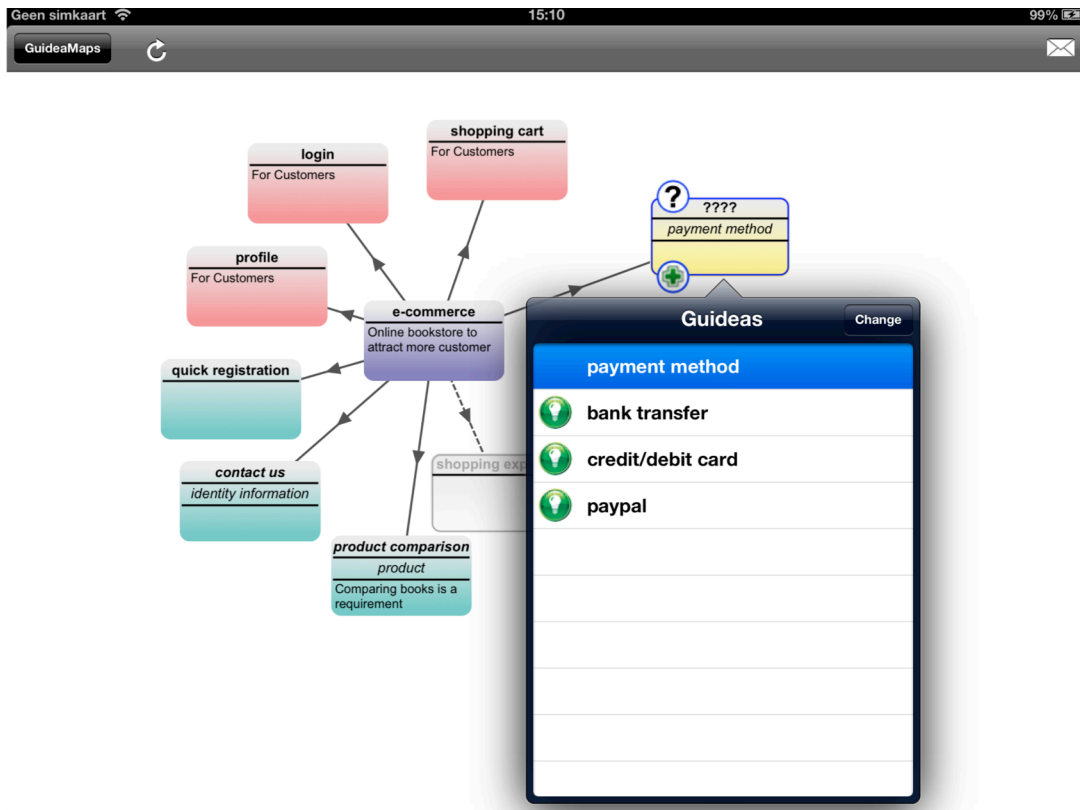 Geen simkaart
15:10
99%
GuideaMaps
shopping cart
For Customers
login
For Customers
?
????
payment method
profile
For Customers
e-commerce
Online bookstore to
attract more customer
Guideas
Change
payment method
bank transfer
credit/debit card
paypal
quick registration
contact us
identity information
shopping exp
product comparison
product
Comparing books is a
requirement